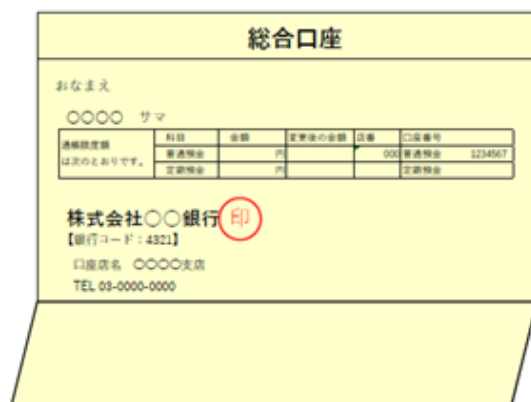 総合口座
おなまえ
○○○○ サマ
科目 金額 変更後の金額 店番 口座番号
通帳限度額
は次のとおりです。
普通預金 円 000 普通預金 1234567
定期預金 円 定期預金
株式会社○○銀行 印
【銀行コード:4321】
口座店名 ○○○○支店
TEL 03-0000-0000